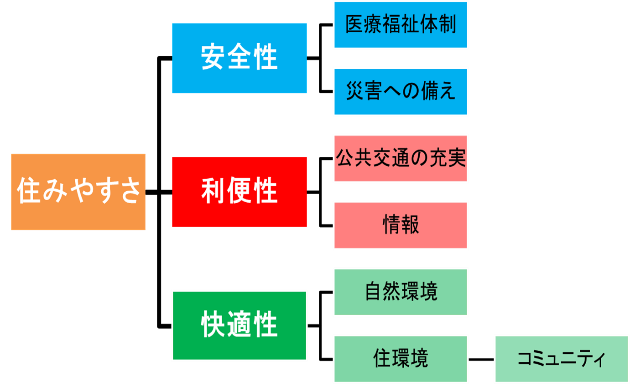 住みやすさ
安全性
医療福祉体制
災害への備え
利便性
公共交通の充実
情報
快適性
自然環境
住環境
コミュニティ